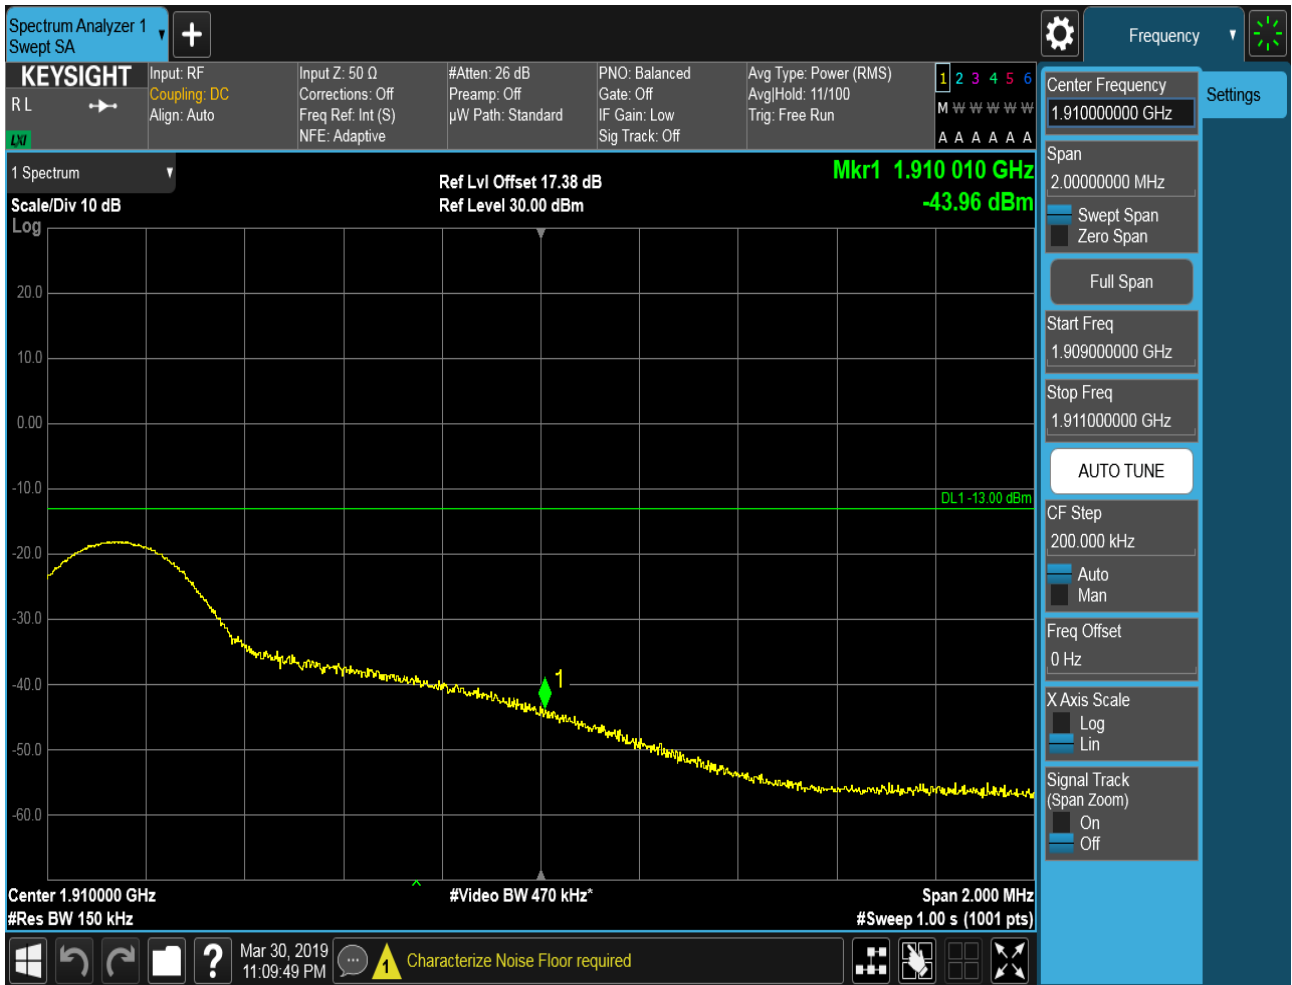 Spectrum Analyzer 1
Swept SA
Frequency
KEYSIGHT
R L
LXI
Input: RF
Coupling: DC
Align: Auto
Input Z: 50 Ω
Corrections: Off
Freq Ref: Int (S)
NFE: Adaptive
#Atten: 26 dB
Preamp: Off
µW Path: Standard
PNO: Balanced
Gate: Off
IF Gain: Low
Sig Track: Off
Avg Type: Power (RMS)
Avg|Hold: 11/100
Trig: Free Run
1 2 3 4 5 6
M W W W W W
A A A A A A
1 Spectrum
Scale/Div 10 dB
Log
Ref Lvl Offset 17.38 dB
Ref Level 30.00 dBm
Mkr1 1.910 010 GHz
-43.96 dBm
20.0
10.0
0.00
-10.0
DL1 -13.00 dBm
-20.0
-30.0
-40.0
1
-50.0
-60.0
Center 1.910000 GHz
#Res BW 150 kHz
#Video BW 470 kHz*
Span 2.000 MHz
#Sweep 1.00 s (1001 pts)
Center Frequency
1.910000000 GHz
Settings
Span
2.00000000 MHz
Swept Span
Zero Span
Full Span
Start Freq
1.909000000 GHz
Stop Freq
1.911000000 GHz
AUTO TUNE
CF Step
200.000 kHz
Auto
Man
Freq Offset
0 Hz
X Axis Scale
Log
Lin
Signal Track
(Span Zoom)
On
Off
?
Mar 30, 2019
11:09:49 PM
1
Characterize Noise Floor required